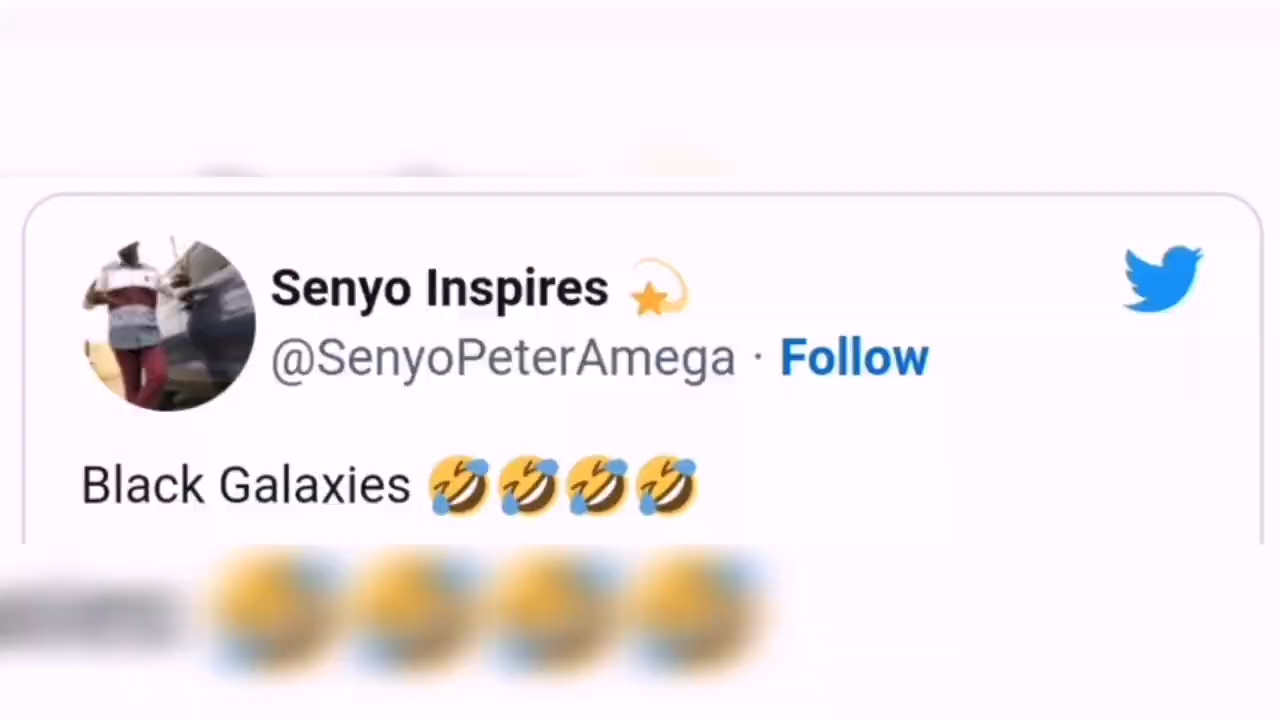 Senyo Inspires 💫
@SenyoPeterAmega · Follow
Black Galaxies 🤣🤣🤣🤣